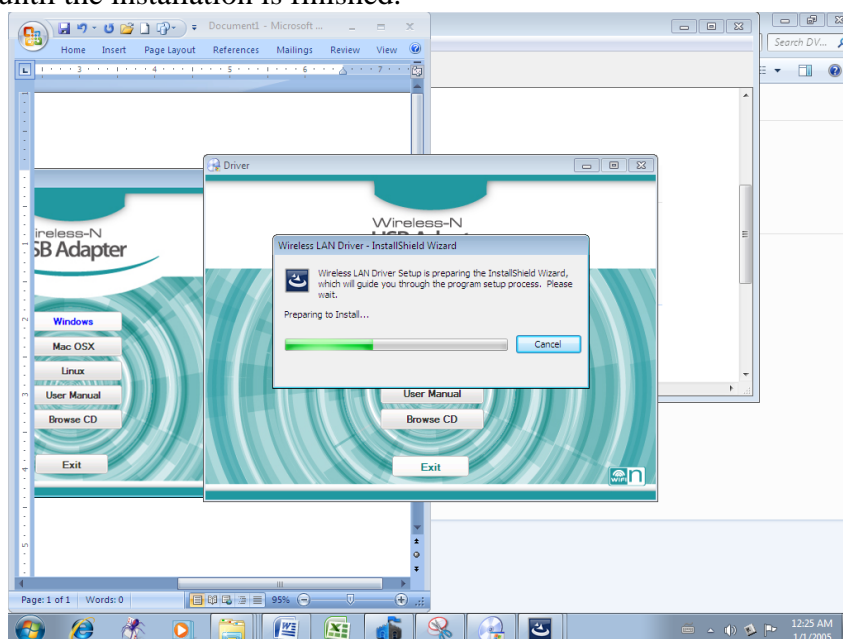 until the installation is finished.
Document1 - Microsoft ...
Home Insert Page Layout References Mailings Review View
Search DV...
Driver
Wireless-N
Wireless LAN Driver - InstallShield Wizard
Wireless LAN Driver Setup is preparing the InstallShield Wizard,
which will guide you through the program setup process. Please
wait.
Preparing to Install...
Cancel
User Manual
Browse CD
Exit
WiFi n
ireless-N
SB Adapter
Windows
Mac OSX
Linux
User Manual
Browse CD
Exit
Page: 1 of 1 Words: 0 95%
12:25 AM
1/1/2005